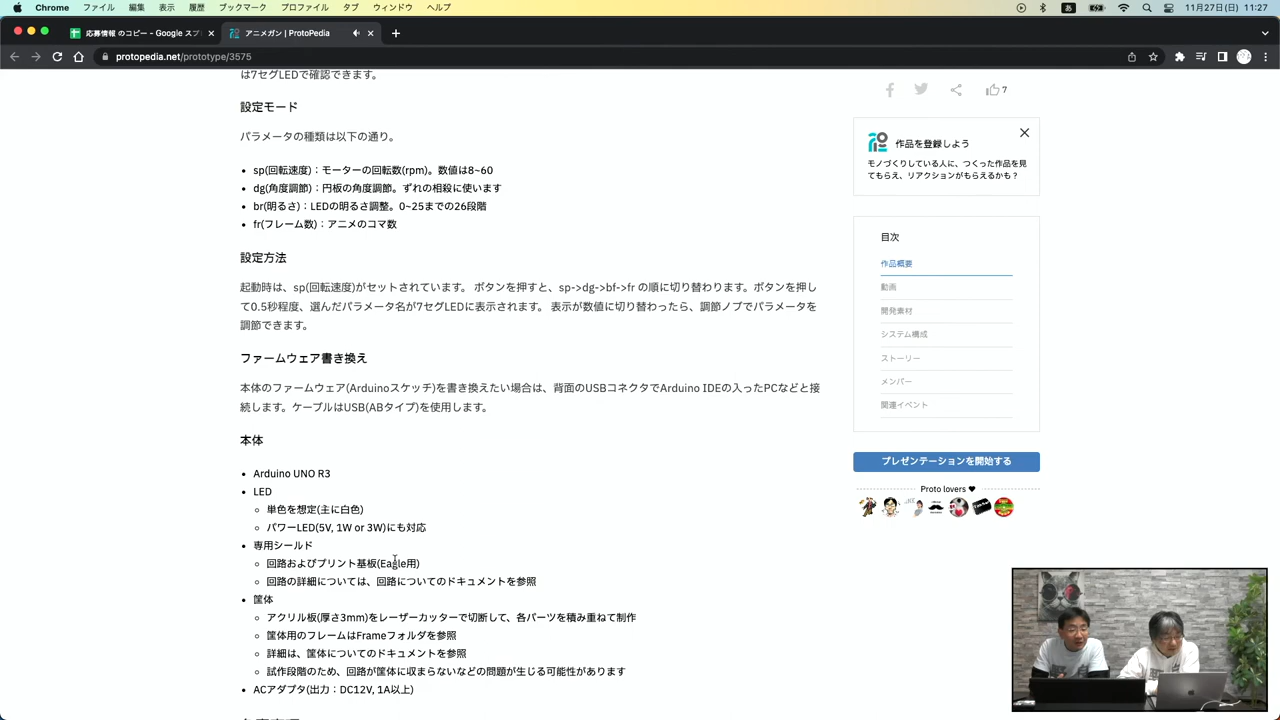 Chrome ファイル 編集 表示 履歴 ブックマーク プロファイル タブ ウィンドウ ヘルプ
あ
11月27日(日) 11:27
応募情報 のコピー - Google スプ
アニメガン | ProtoPedia
protopedia.net/prototype/3575
は7セグLEDで確認できます。
設定モード
パラメータの種類は以下の通り。
sp(回転速度)：モーターの回転数(rpm)。数値は8~60
dg(角度調節)：円板の角度調節。ずれの相殺に使います
br(明るさ)：LEDの明るさ調整。0~25までの26段階
fr(フレーム数)：アニメのコマ数
設定方法
起動時は、sp(回転速度)がセットされています。 ボタンを押すと、sp->dg->bf->fr の順に切り替わります。ボタンを押し
て0.5秒程度、選んだパラメータ名が7セグLEDに表示されます。 表示が数値に切り替わったら、調節ノブでパラメータを
調節できます。
ファームウェア書き換え
本体のファームウェア(Arduinoスケッチ)を書き換えたい場合は、背面のUSBコネクタでArduino IDEの入ったPCなどと接
続します。ケーブルはUSB(ABタイプ)を使用します。
本体
Arduino UNO R3
LED
単色を想定(主に白色)
パワーLED(5V, 1W or 3W)にも対応
専用シールド
回路およびプリント基板(Eagle用)
回路の詳細については、回路についてのドキュメントを参照
筐体
アクリル板(厚さ3mm)をレーザーカッターで切断して、各パーツを積み重ねて制作
筐体用のフレームはFrameフォルダを参照
詳細は、筐体についてのドキュメントを参照
試作段階のため、回路が筐体に収まらないなどの問題が生じる可能性があります
ACアダプタ(出力：DC12V, 1A以上)
7
作品を登録しよう
モノづくりしている人に、つくった作品を見
てもらえ、リアクションがもらえるかも？
目次
作品概要
動画
開発素材
システム構成
ストーリー
メンバー
関連イベント
プレゼンテーションを開始する
Proto lovers ♥